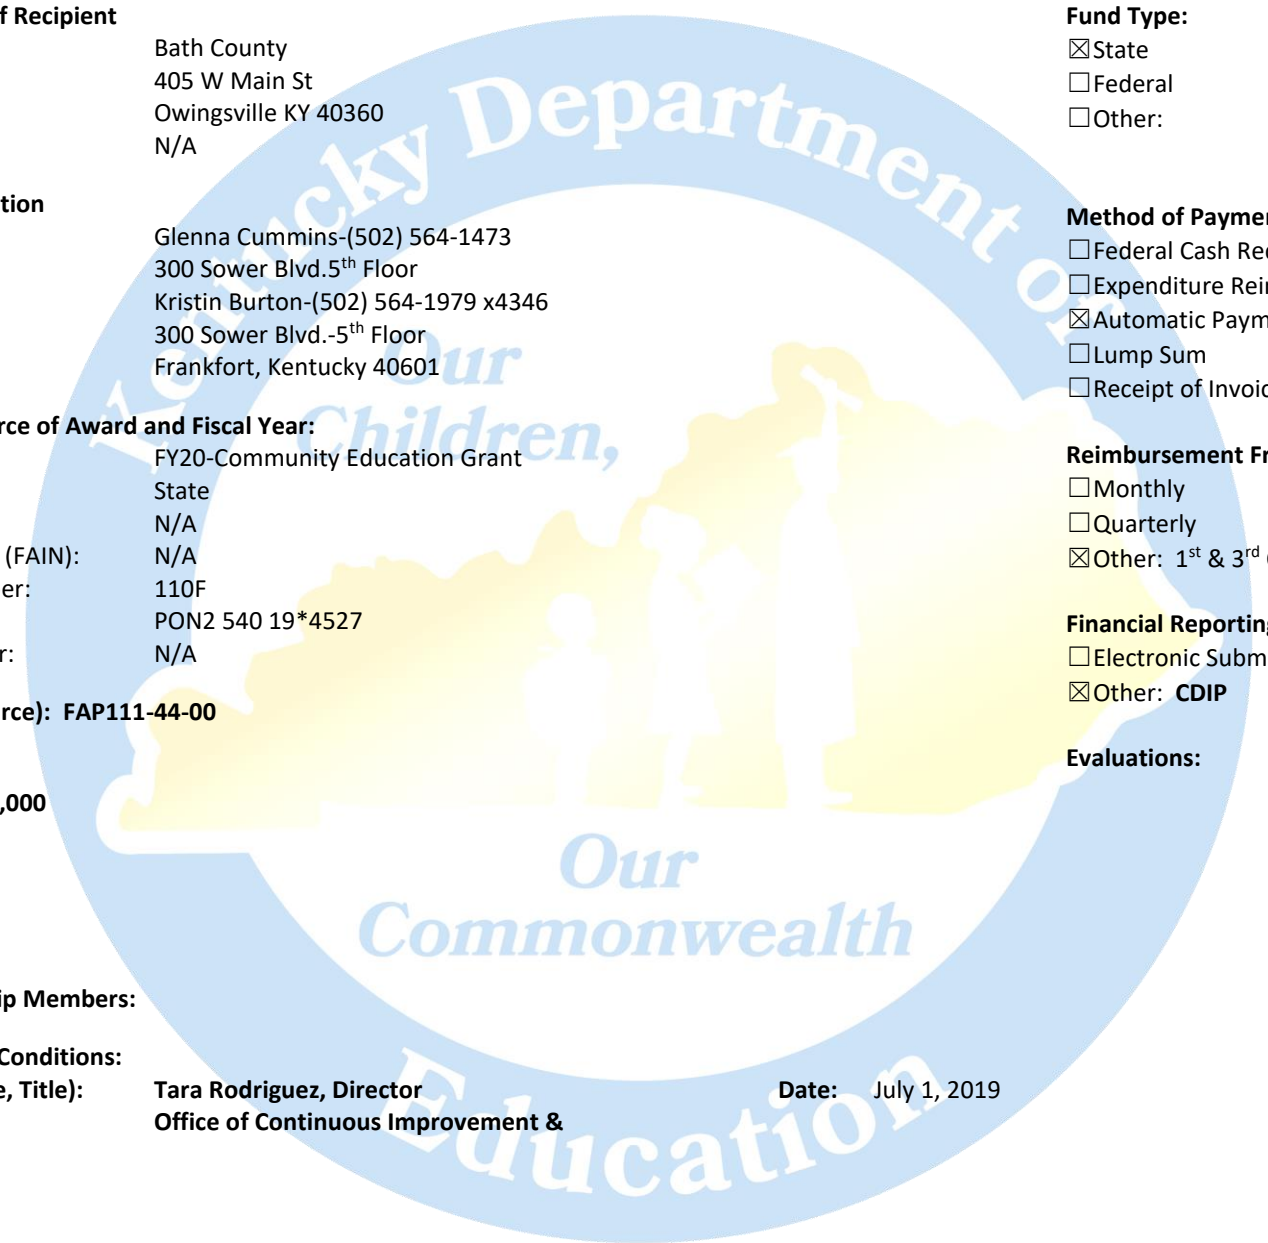 f Recipient
Bath County
405 W Main St
Owingsville KY 40360
N/A
tion
Glenna Cummins-(502) 564-1473
300 Sower Blvd.5th Floor
Kristin Burton-(502) 564-1979 x4346
300 Sower Blvd.-5th Floor
Frankfort, Kentucky 40601
rce of Award and Fiscal Year:
FY20-Community Education Grant
State
N/A
(FAIN): N/A
er: 110F
PON2 540 19*4527
r: N/A
rce): FAP111-44-00
,000
ip Members:
Conditions:
e, Title): Tara Rodriguez, Director Date: July 1, 2019
Office of Continuous Improvement &
Fund Type:
☒State
☐Federal
☐Other:
Method of Payme
☐Federal Cash Re
☐Expenditure Rei
☒Automatic Paym
☐Lump Sum
☐Receipt of Invoi
Reimbursement Fr
☐Monthly
☐Quarterly
☒Other: 1st & 3rd
Financial Reporting
☐Electronic Subm
☒Other: CDIP
Evaluations:
Kentucky Department of
Education
Our
Children,
Our
Commonwealth